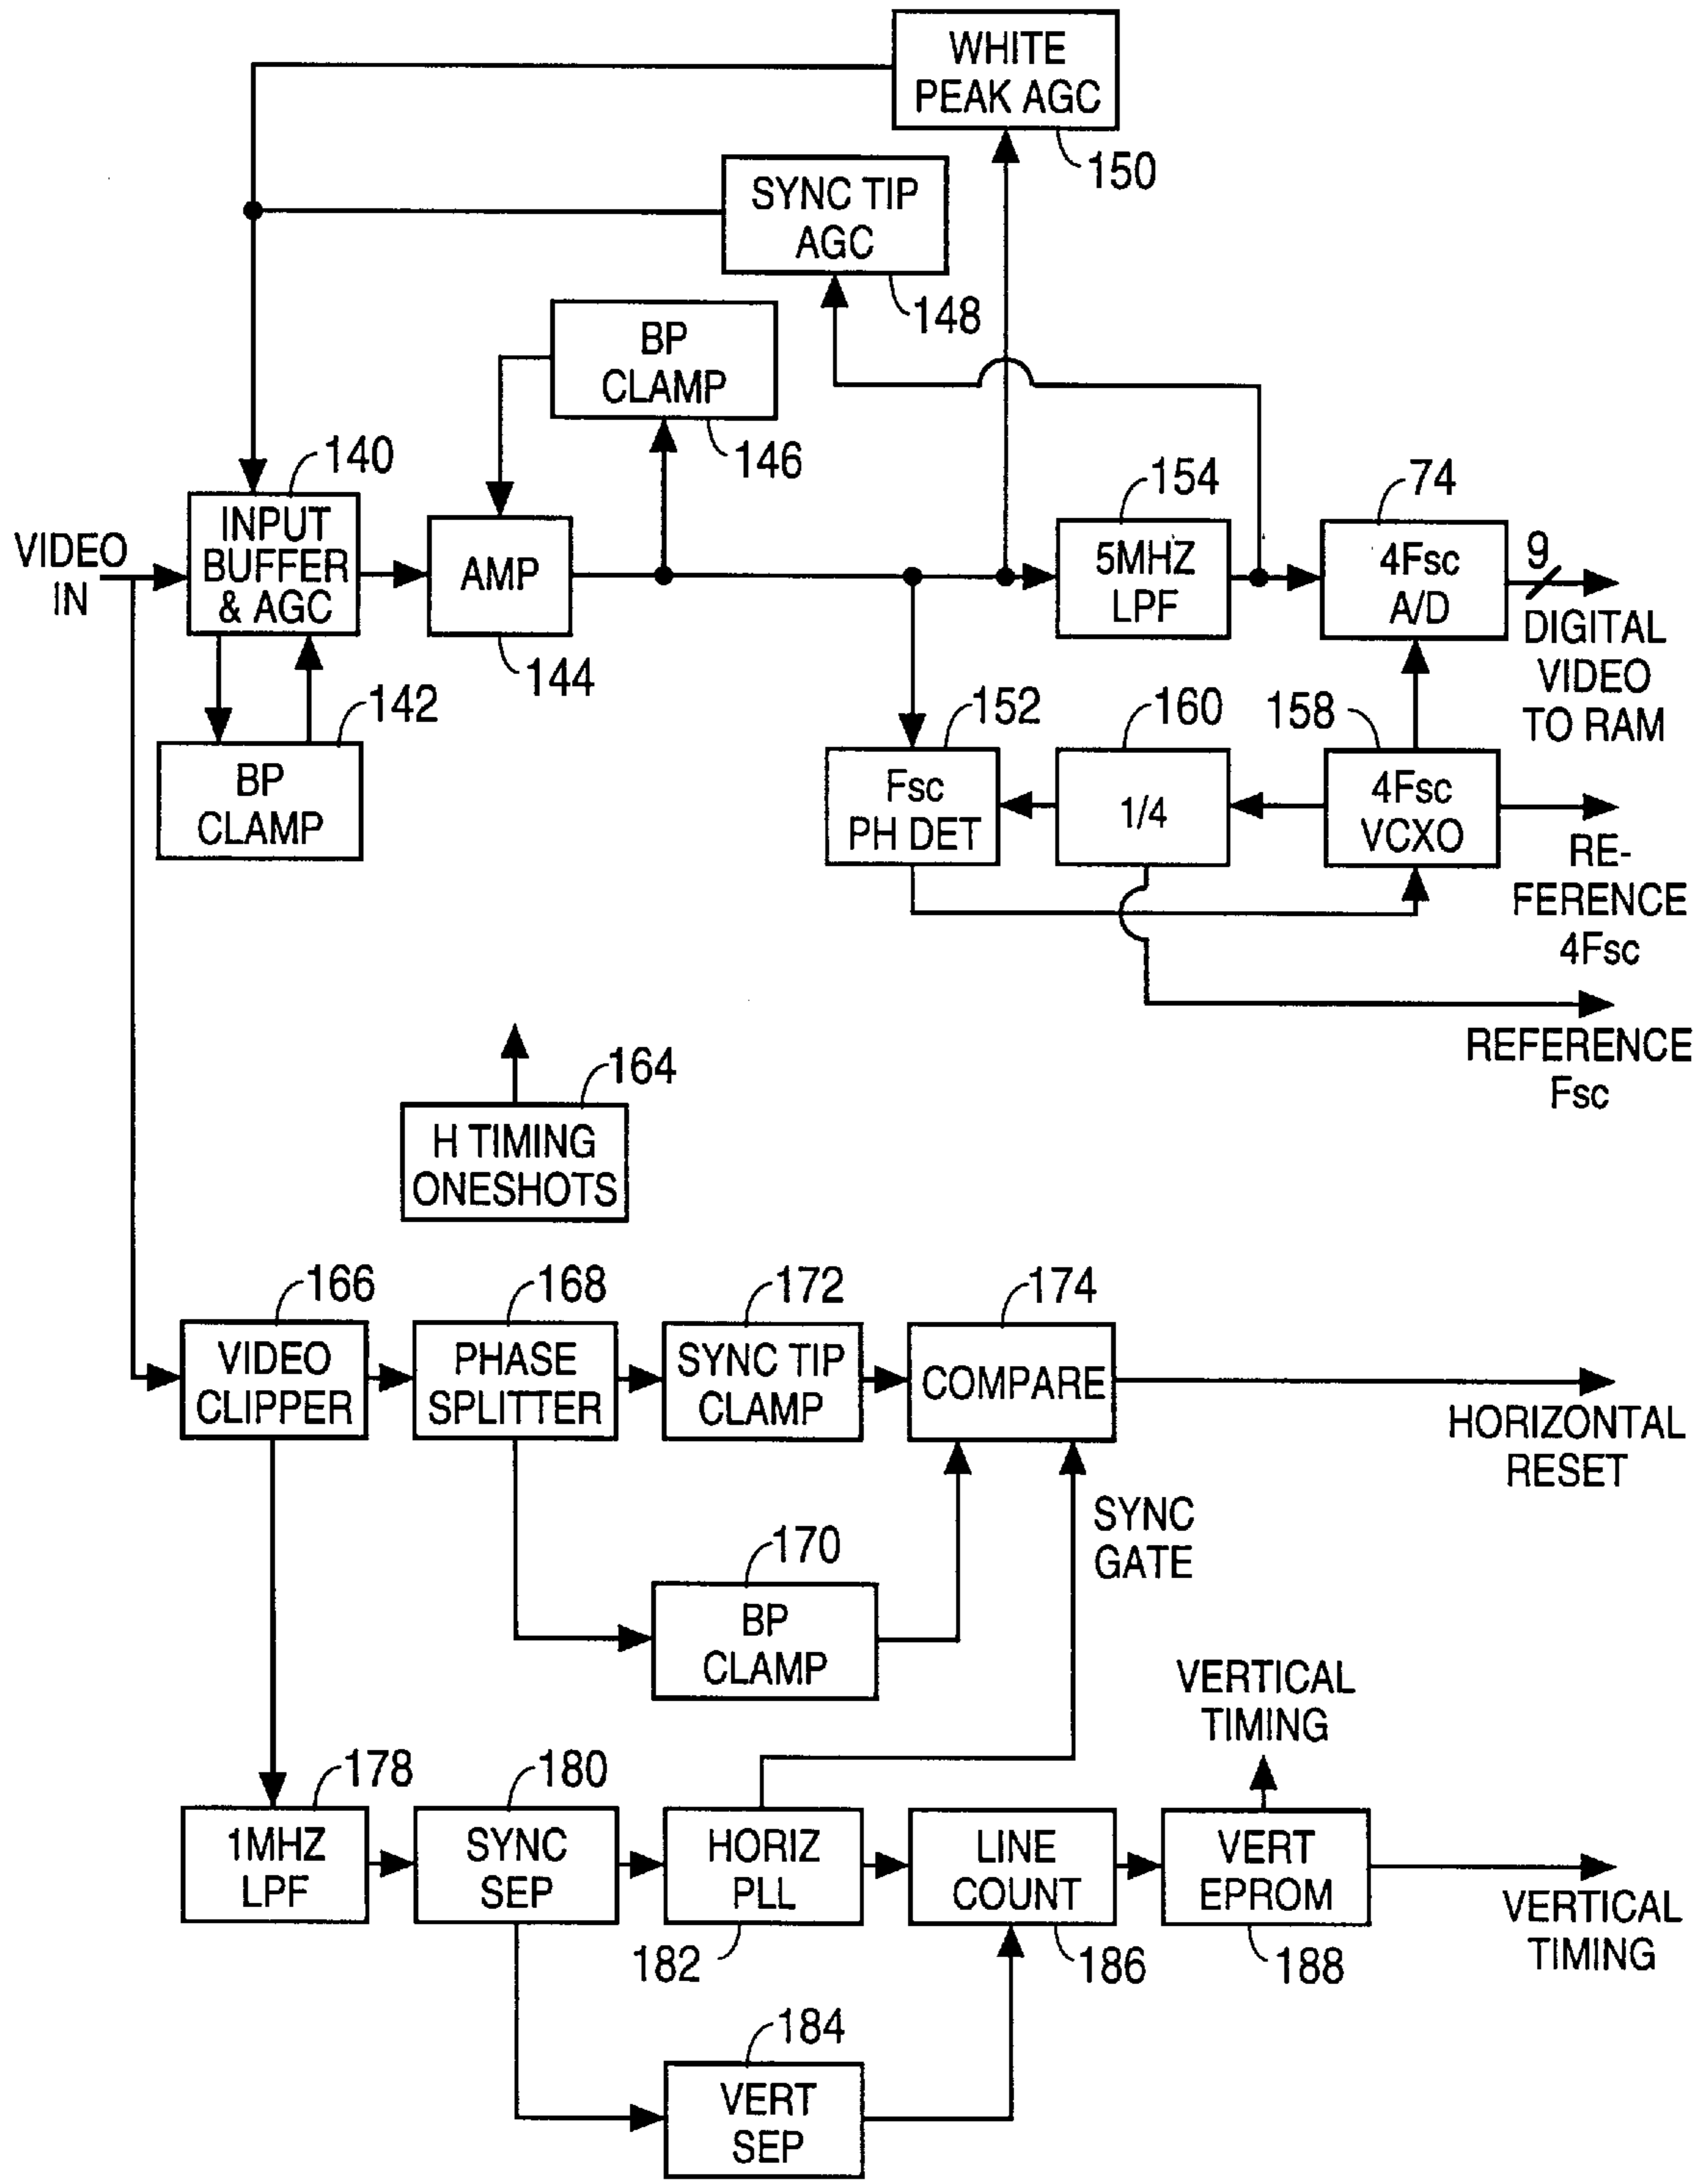 WHITE
PEAK AGC
150
SYNC TIP
AGC
148
BP
CLAMP
146
140
INPUT
BUFFER
& AGC
VIDEO
IN
AMP
144
154
5MHZ
LPF
74
4Fsc
A/D
9
DIGITAL
VIDEO
TO RAM
142
BP
CLAMP
152
Fsc
PH DET
160
1/4
158
4Fsc
VCXO
RE-
FERENCE
4Fsc
REFERENCE
Fsc
164
H TIMING
ONESHOTS
166
VIDEO
CLIPPER
168
PHASE
SPLITTER
172
SYNC TIP
CLAMP
174
COMPARE
HORIZONTAL
RESET
SYNC
GATE
170
BP
CLAMP
VERTICAL
TIMING
178
1MHZ
LPF
180
SYNC
SEP
HORIZ
PLL
182
LINE
COUNT
186
VERT
EPROM
188
VERTICAL
TIMING
184
VERT
SEP